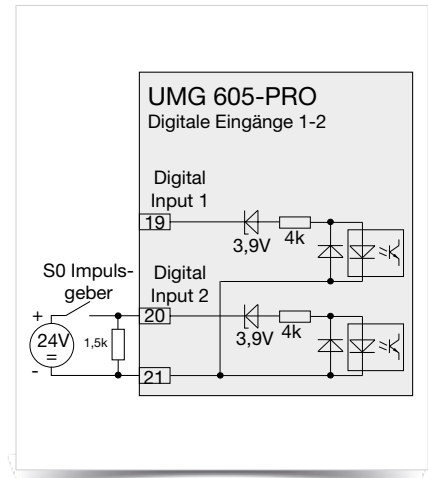 UMG 605-PRO
Digitale Eingänge 1-2
Digital
Input 1
19
3,9V
4k
S0 Impuls-
geber
Digital
Input 2
20
3,9V
4k
+
24V
=
-
1,5k
21